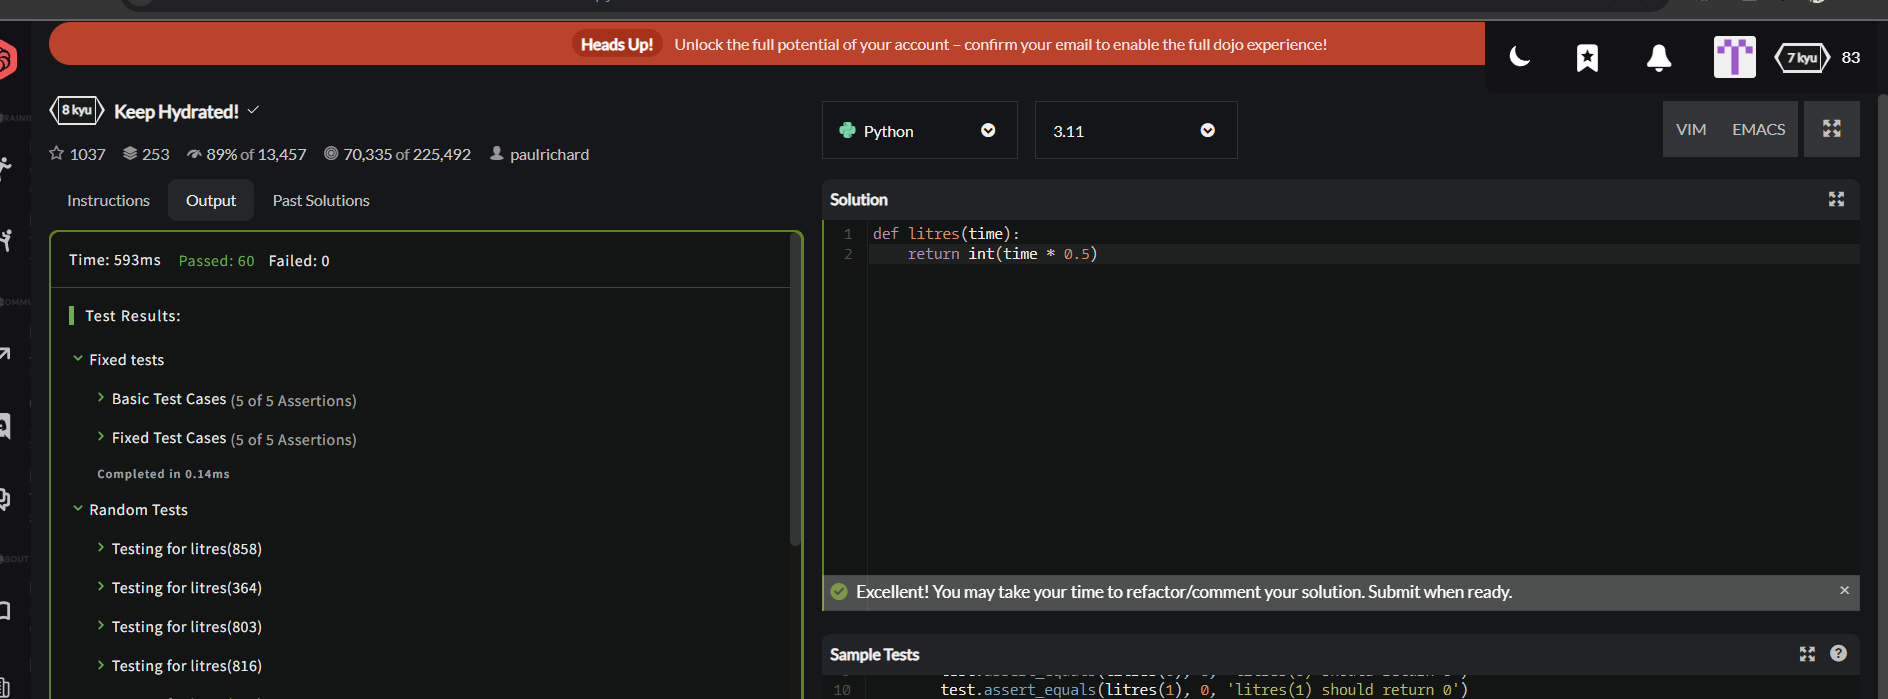 Heads Up! Unlock the full potential of your account – confirm your email to enable the full dojo experience!
7 kyu 83
8 kyu Keep Hydrated!
1037 253 89% of 13,457 70,335 of 225,492 paulrichard
Instructions Output Past Solutions
Time: 593ms Passed: 60 Failed: 0
Test Results:
Fixed tests
Basic Test Cases (5 of 5 Assertions)
Fixed Test Cases (5 of 5 Assertions)
Completed in 0.14ms
Random Tests
Testing for litres(858)
Testing for litres(364)
Testing for litres(803)
Testing for litres(816)
Python 3.11 VIM EMACS
Solution
1 def litres(time):
2 return int(time * 0.5)
Excellent! You may take your time to refactor/comment your solution. Submit when ready.
Sample Tests
10 test.assert_equals(litres(1), 0, 'litres(1) should return 0')